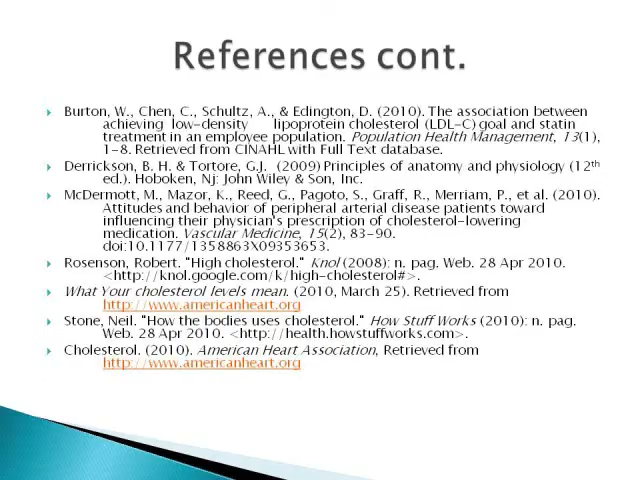 References cont.
Burton, W., Chen, C., Schultz, A., & Edington, D. (2010). The association between
achieving low-density lipoprotein cholesterol (LDL-C) goal and statin
treatment in an employee population. Population Health Management, 13(1),
1-8. Retrieved from CINAHL with Full Text database.
Derrickson, B. H. & Tortore, G.J. (2009) Principles of anatomy and physiology (12th
ed.). Hoboken, Nj: John Wiley & Son, Inc.
McDermott, M., Mazor, K., Reed, G., Pagoto, S., Graff, R., Merriam, P., et al. (2010).
Attitudes and behavior of peripheral arterial disease patients toward
influencing their physician's prescription of cholesterol-lowering
medication. Vascular Medicine, 15(2), 83-90.
doi:10.1177/1358863X09353653.
Rosenson, Robert. "High cholesterol." Knol (2008): n. pag. Web. 28 Apr 2010.
<http://knol.google.com/k/high-cholesterol#>.
What Your cholesterol levels mean. (2010, March 25). Retrieved from
http://www.americanheart.org
Stone, Neil. "How the bodies uses cholesterol." How Stuff Works (2010): n. pag.
Web. 28 Apr 2010. <http://health.howstuffworks.com>.
Cholesterol. (2010). American Heart Association, Retrieved from
http://www.americanheart.org